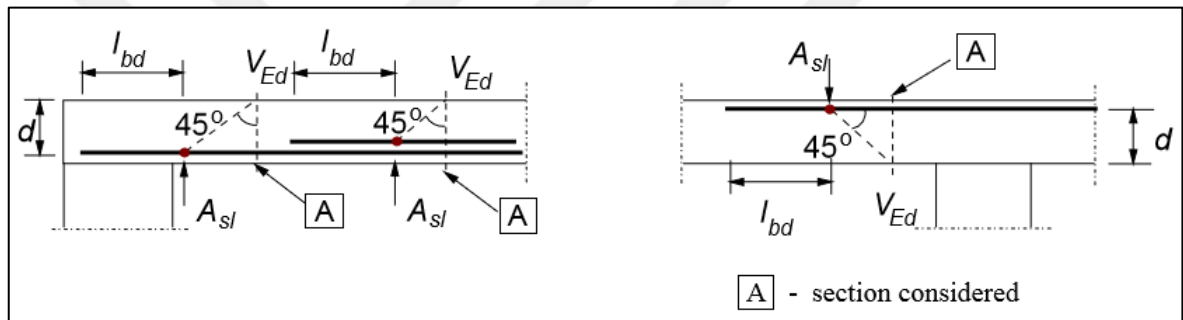 l_bd l_bd V_Ed V_Ed
d 45° 45°
A_sl A A_sl A
A_sl A
45° d
l_bd V_Ed
A - section considered